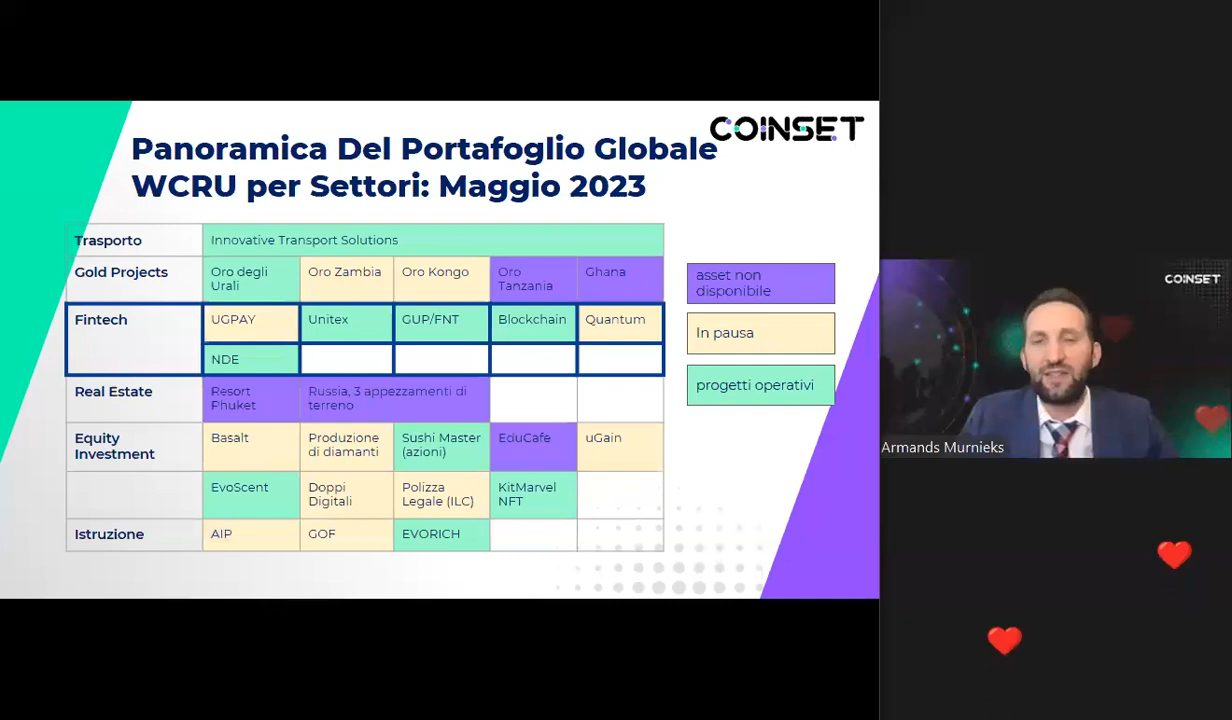 COINSET
Panoramica Del Portafoglio Globale
WCRU per Settori: Maggio 2023
Trasporto
Innovative Transport Solutions
Gold Projects
Oro degli
Urali
Oro Zambia
Oro Kongo
Oro
Tanzania
Ghana
Fintech
UGPAY
Unitex
GUP/FNT
Blockchain
Quantum
NDE
Real Estate
Resort
Phuket
Russia, 3 appezzamenti di
terreno
Equity
Investment
Basalt
Produzione
di diamanti
Sushi Master
(azioni)
EduCafe
uGain
EvoScent
Doppi
Digitali
Polizza
Legale (ILC)
KitMarvel
NFT
Istruzione
AIP
GOF
EVORICH
asset non
disponibile
In pausa
progetti operativi
COINSET
Armands Murnieks